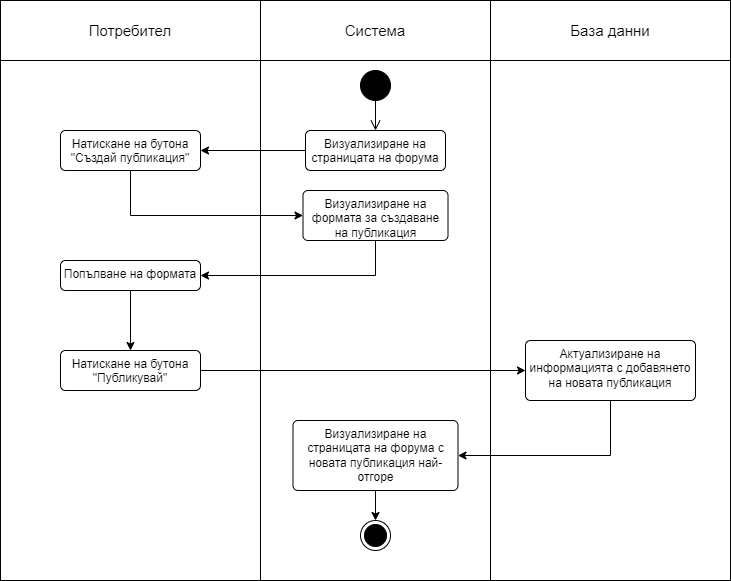 Потребител
Система
База данни
Визуализиране на
страницата на форума
Натискане на бутона
"Създай публикация"
Визуализиране на
формата за създаване
на публикация
Попълване на формата
Натискане на бутона
"Публикувай"
Актуализиране на
информацията с добавянето
на новата публикация
Визуализиране на
страницата на форума с
новата публикация най-
отгоре